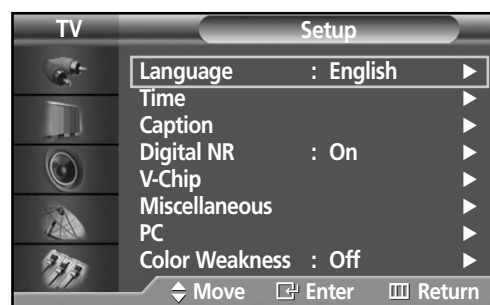 TV Setup
Language : English
Time
Caption
Digital NR : On
V-Chip
Miscellaneous
PC
Color Weakness : Off
Move Enter Return